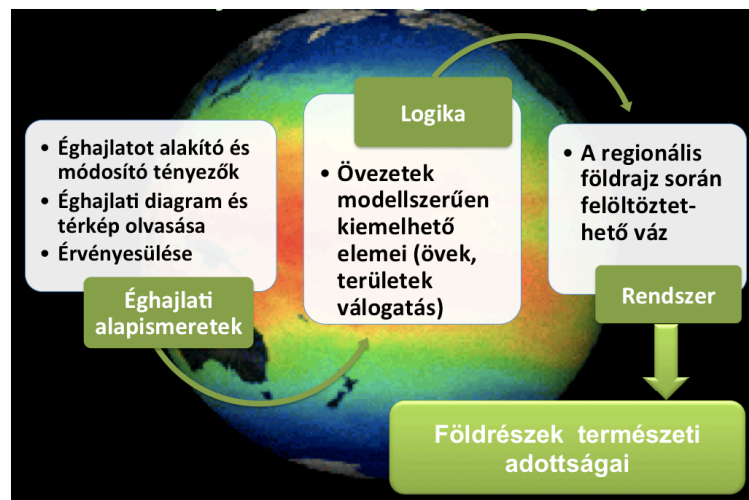 • Éghajlatot alakító és
módosító tényezők
• Éghajlati diagram és
térkép olvasása
• Érvényesülése
Éghajlati
alapismeretek
Logika
• Övezetek
modellszerűen
kiemelhető
elemei (övek,
területek
válogatás)
• A regionális
földrajz során
felöltöztet-
hető váz
Rendszer
Földrészek természeti
adottságai